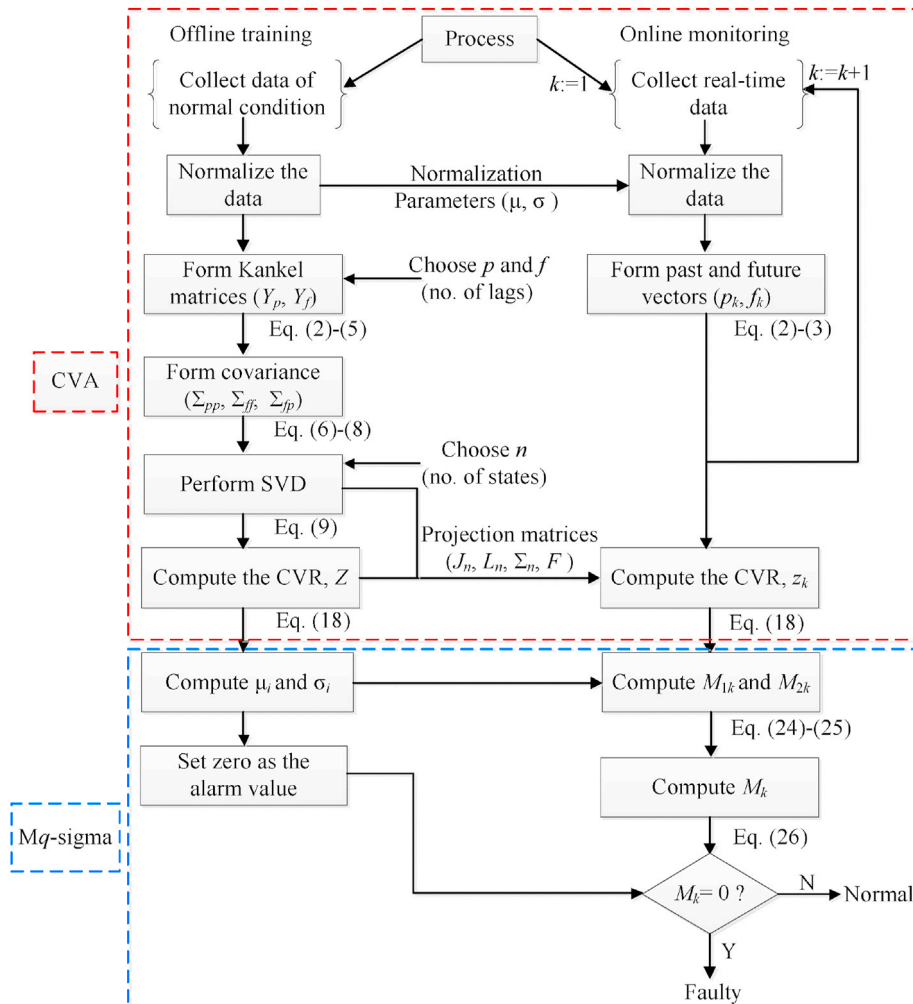 Offline training
Process
Online monitoring
Collect data of
normal condition
k:=1
Collect real-time
data
k:=k+1
Normalize the
data
Normalization
Parameters (μ, σ )
Normalize the
data
Form Kankel
matrices (Yp, Yf)
Choose p and f
(no. of lags)
Form past and future
vectors (pk, fk)
Eq. (2)-(5)
Eq. (2)-(3)
CVA
Form covariance
(Σpp, Σff, Σfp)
Eq. (6)-(8)
Choose n
(no. of states)
Perform SVD
Eq. (9)
Projection matrices
(Jn, Ln, Σn, F )
Compute the CVR, Z
Compute the CVR, zk
Eq. (18)
Eq. (18)
Compute μi and σi
Compute M1k and M2k
Eq. (24)-(25)
Set zero as the
alarm value
Compute Mk
Mq-sigma
Eq. (26)
Mk= 0 ?
N
Normal
Y
Faulty